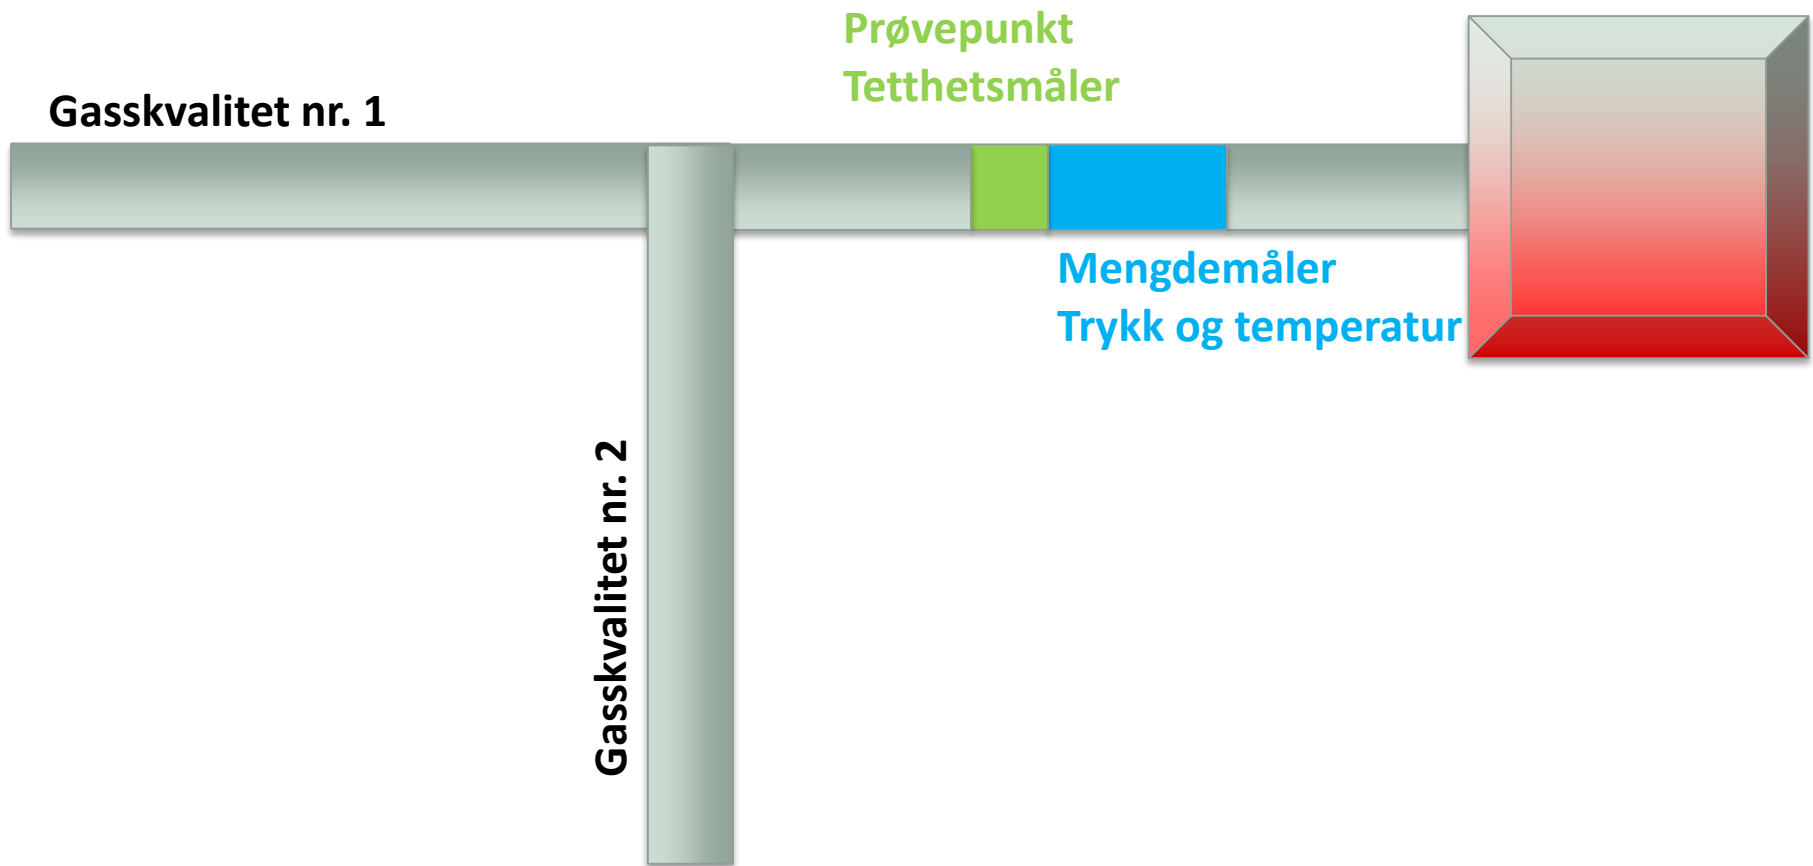 Prøvepunkt
Tetthetsmåler
Gasskvalitet nr. 1
Mengdemåler
Trykk og temperatur
Gasskvalitet nr. 2